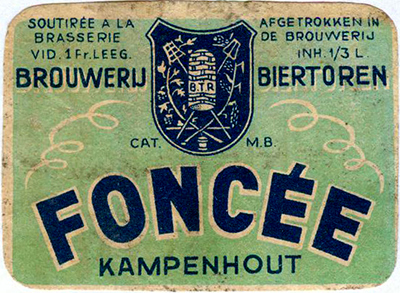 SOUTIRÉE A LA
BRASSERIE
VID. 1 Fr. LEEG.
AFGETROKKEN IN
DE BROUWERIJ
INH. 1/3 L
BROUWERIJ BIERTOREN
B.T.R
CAT. M.B.
FONCÉE
KAMPENHOUT